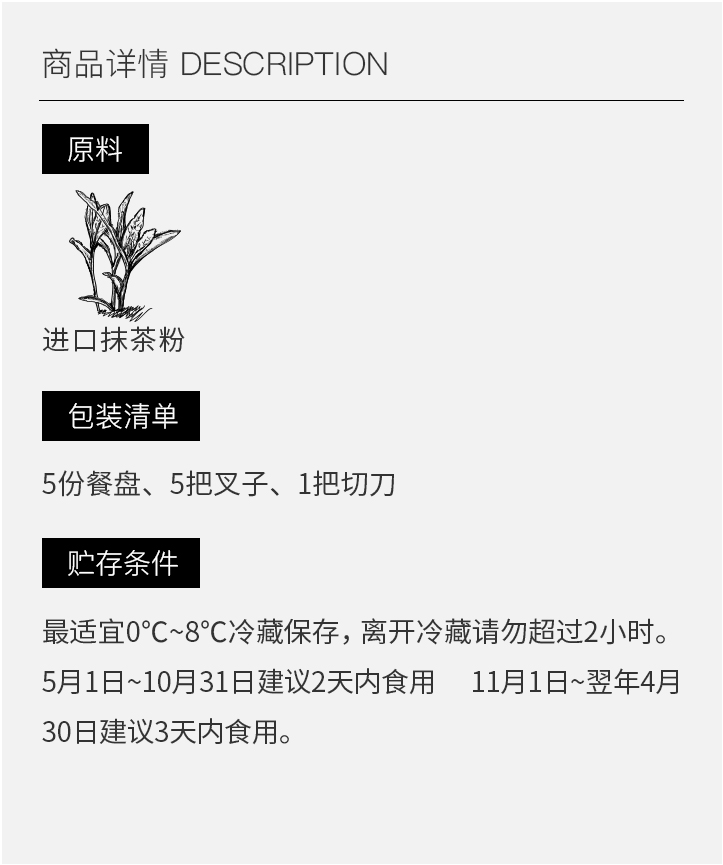 商品详情 DESCRIPTION
原料
进口抹茶粉
包装清单
5份餐盘、5把叉子、1把切刀
贮存条件
最适宜0℃~8℃冷藏保存，离开冷藏请勿超过2小时。
5月1日~10月31日建议2天内食用 11月1日~翌年4月
30日建议3天内食用。